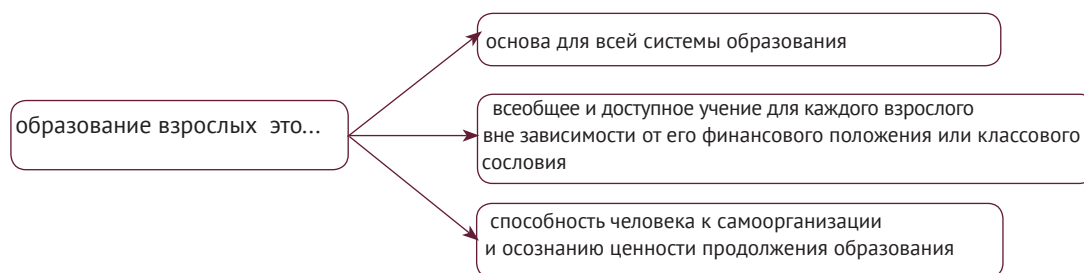 образование взрослых это...
основа для всей системы образования
всеобщее и доступное учение для каждого взрослого
вне зависимости от его финансового положения или классового
сословия
способность человека к самоорганизации
и осознанию ценности продолжения образования